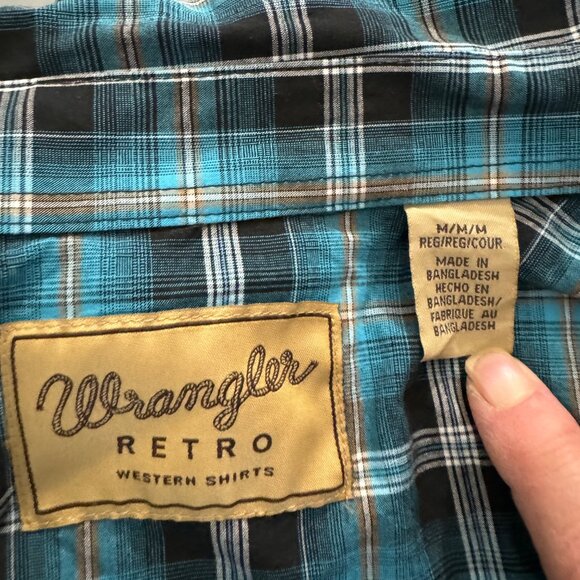 Wrangler
RETRO
WESTERN SHIRTS
M/M/M
REG/REG/COUR.
MADE IN
BANGLADESH
HECHO EN
BANGLADESH/
FABRIQUE AU
BANGLADESH